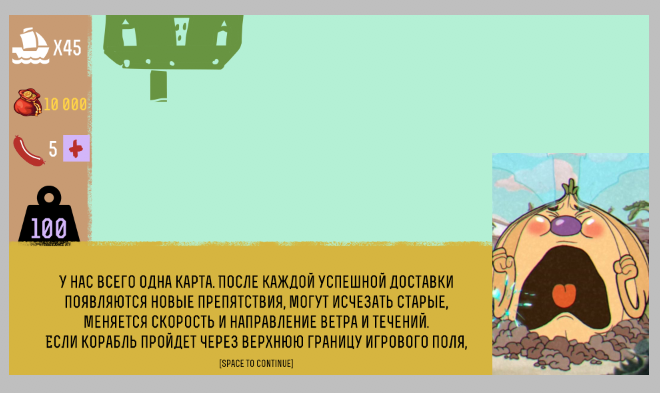 X45
10 000
5
100
У НАС ВСЕГО ОДНА КАРТА. ПОСЛЕ КАЖДОЙ УСПЕШНОЙ ДОСТАВКИ
ПОЯВЛЯЮТСЯ НОВЫЕ ПРЕПЯТСТВИЯ, МОГУТ ИСЧЕЗАТЬ СТАРЫЕ,
МЕНЯЕТСЯ СКОРОСТЬ И НАПРАВЛЕНИЕ ВЕТРА И ТЕЧЕНИЙ.
ЕСЛИ КОРАБЛЬ ПРОЙДЕТ ЧЕРЕЗ ВЕРХНЮЮ ГРАНИЦУ ИГРОВОГО ПОЛЯ,
[SPACE TO CONTINUE]